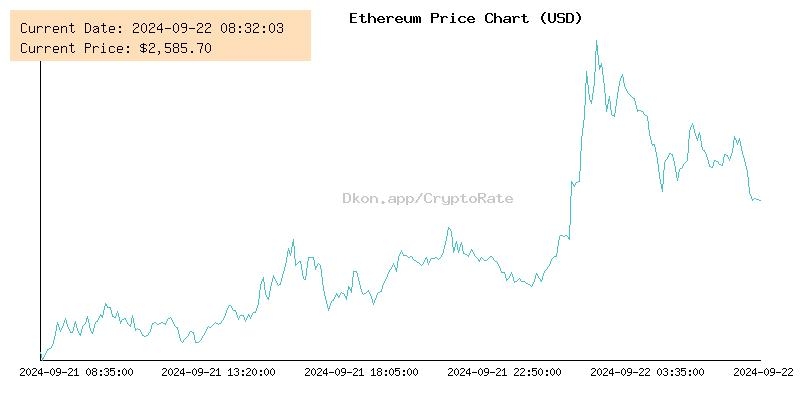 Ethereum Price Chart (USD)
Current Date: 2024-09-22 08:32:03
Current Price: $2,585.70
Dkon.app/CryptoRate
2024-09-21 08:35:00 2024-09-21 13:20:00 2024-09-21 18:05:00 2024-09-21 22:50:00 2024-09-22 03:35:00 2024-09-22